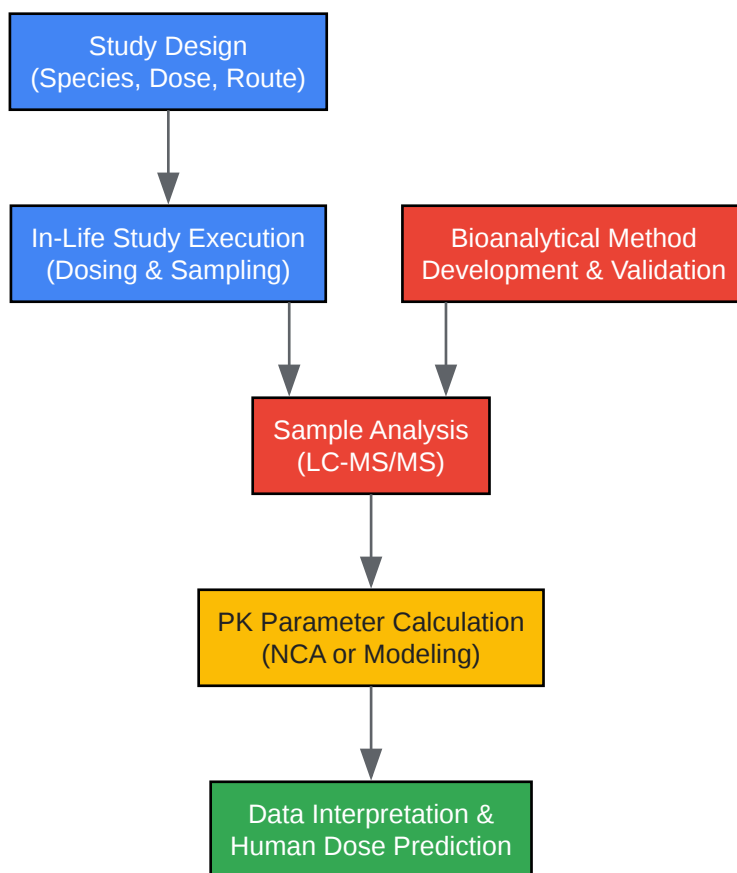 Study Design
(Species, Dose, Route)
In-Life Study Execution
(Dosing & Sampling)
Bioanalytical Method
Development & Validation
Sample Analysis
(LC-MS/MS)
PK Parameter Calculation
(NCA or Modeling)
Data Interpretation &
Human Dose Prediction